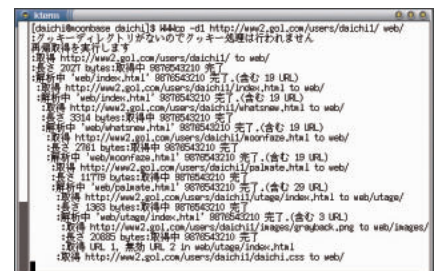 kterm
[daichi@moonbase daichi]$ WWWcp -d1 http://www2.gol.com/users/daichi1/ web/
:クッキーディレクトリがないのでクッキー処理は行われません
再帰取得を実行します
:取得 http://www2.gol.com/users/daichi1/ to web/
:長さ 2027 bytes:取得中 9876543210 完了
:解析中 'web/index.html' 9876543210 完了.(含む 19 URL)
:取得 http://www2.gol.com/users/daichi1/index.html to web/
:解析中 'web/index.html' 9876543210 完了.(含む 19 URL)
:取得 http://www2.gol.com/users/daichi1/whatsnew.html to web/
:長さ 3314 bytes:取得中 9876543210 完了
:解析中 'web/whatsnew.html' 9876543210 完了.(含む 19 URL)
:取得 http://www2.gol.com/users/daichi1/moonfaze.html to web/
:長さ 2761 bytes:取得中 9876543210 完了
:解析中 'web/moonfaze.html' 9876543210 完了.(含む 19 URL)
:取得 http://www2.gol.com/users/daichi1/palmate.html to web/
:長さ 11779 bytes:取得中 9876543210 完了
:解析中 'web/palmate.html' 9876543210 完了.(含む 29 URL)
:取得 http://www2.gol.com/users/daichi1/utage/index.html to web/utage/
:長さ 1363 bytes:取得中 9876543210 完了
:解析中 'web/utage/index.html' 9876543210 完了.(含む 3 URL)
:取得 http://www2.gol.com/users/daichi1/images/grayback.png to web/images/
:長さ 20885 bytes:取得中 9876543210 完了
:取得 URL 1, 無効 URL 2 in web/utage/index.html
:取得 http://www2.gol.com/users/daichi1/daichi.css to web/